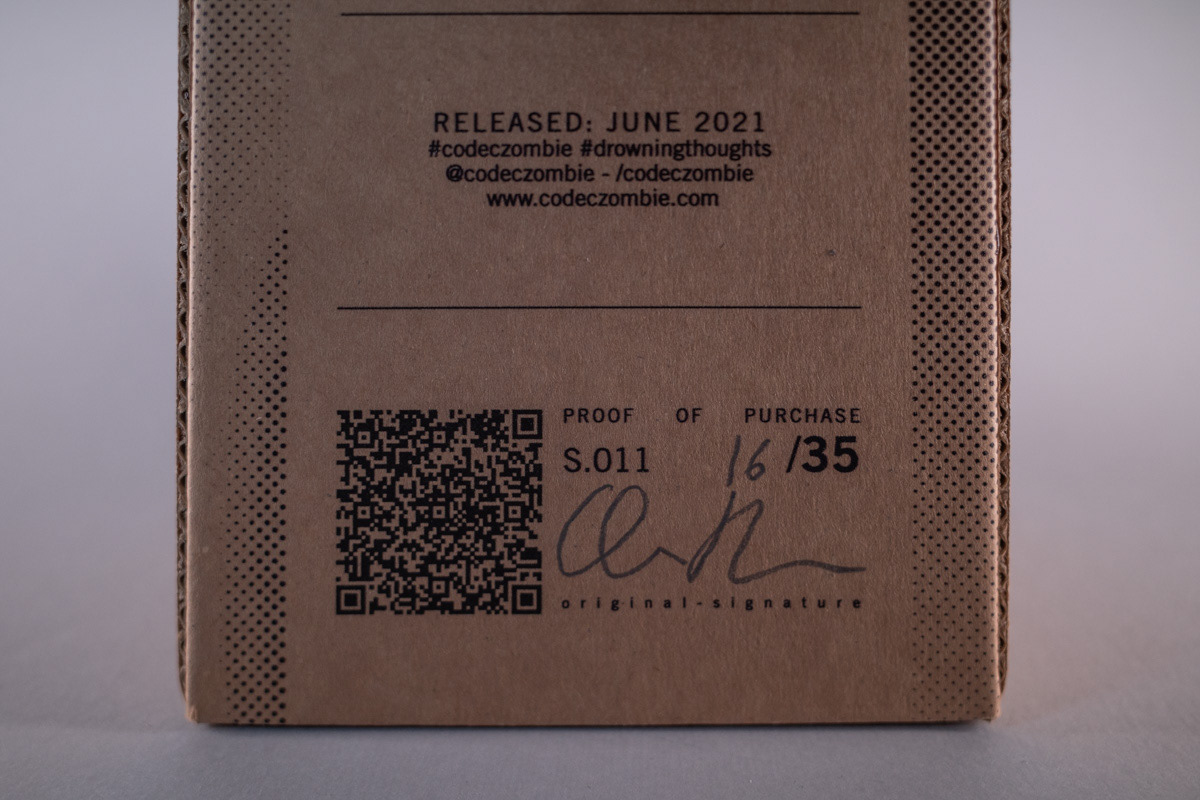 RELEASED: JUNE 2021
#codeczombie #drowningthoughts
@codeczombie - /codeczombie
www.codeczombie.com
PROOF OF PURCHASE
S.011 16 /35
original-signature